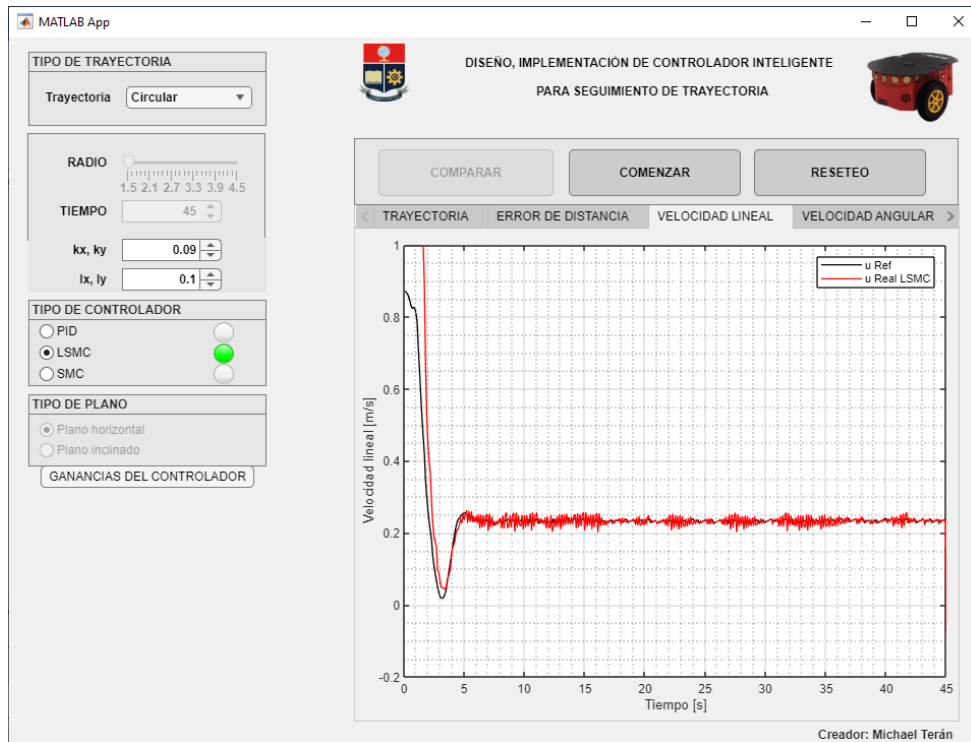 MATLAB App
TIPO DE TRAYECTORIA
Trayectoria Circular
RADIO
1.5 2.1 2.7 3.3 3.9 4.5
TIEMPO 45
kx, ky 0.09
lx, ly 0.1
TIPO DE CONTROLADOR
PID
LSMC
SMC
TIPO DE PLANO
Plano horizontal
Plano inclinado
GANANCIAS DEL CONTROLADOR
DISEÑO, IMPLEMENTACIÓN DE CONTROLADOR INTELIGENTE
PARA SEGUIMIENTO DE TRAYECTORIA
COMPARAR COMENZAR RESETEO
TRAYECTORIA ERROR DE DISTANCIA VELOCIDAD LINEAL VELOCIDAD ANGULAR
u Ref
u Real LSMC
Velocidad lineal [m/s]
1
0.8
0.6
0.4
0.2
0
-0.2
0 5 10 15 20 25 30 35 40 45
Tiempo [s]
Creador: Michael Terán